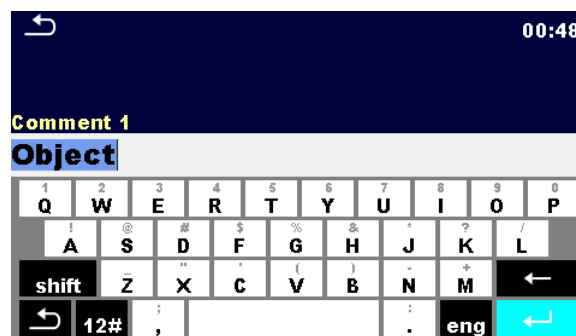 00:48
Comment 1
Object
1 2 3 4 5 6 7 8 9 0
Q W E R T Y U I O P
! @ # $ % & * ? /
A S D F G H J K L
_ " ' ( ) - +
shift Z X C V B N M
; :
12# , . eng